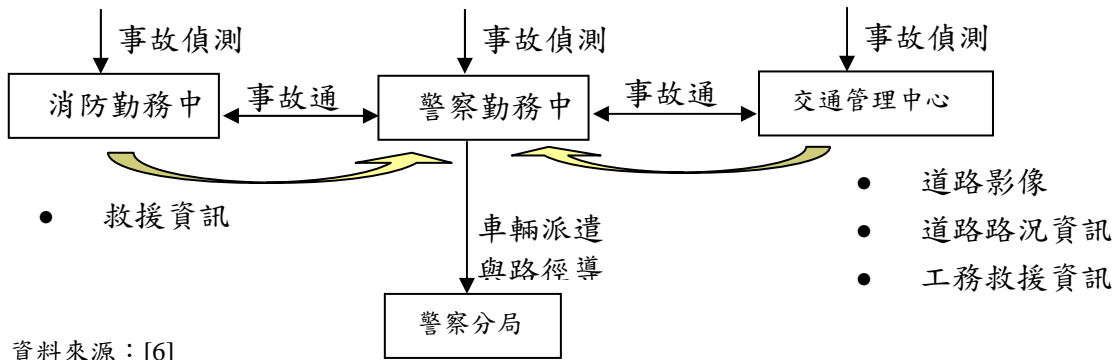 事故偵測
事故偵測
事故偵測
消防勤務中
事故通
警察勤務中
事故通
交通管理中心
● 救援資訊
車輛派遣
與路徑導
警察分局
● 道路影像
● 道路路況資訊
● 工務救援資訊
資料來源：[6]